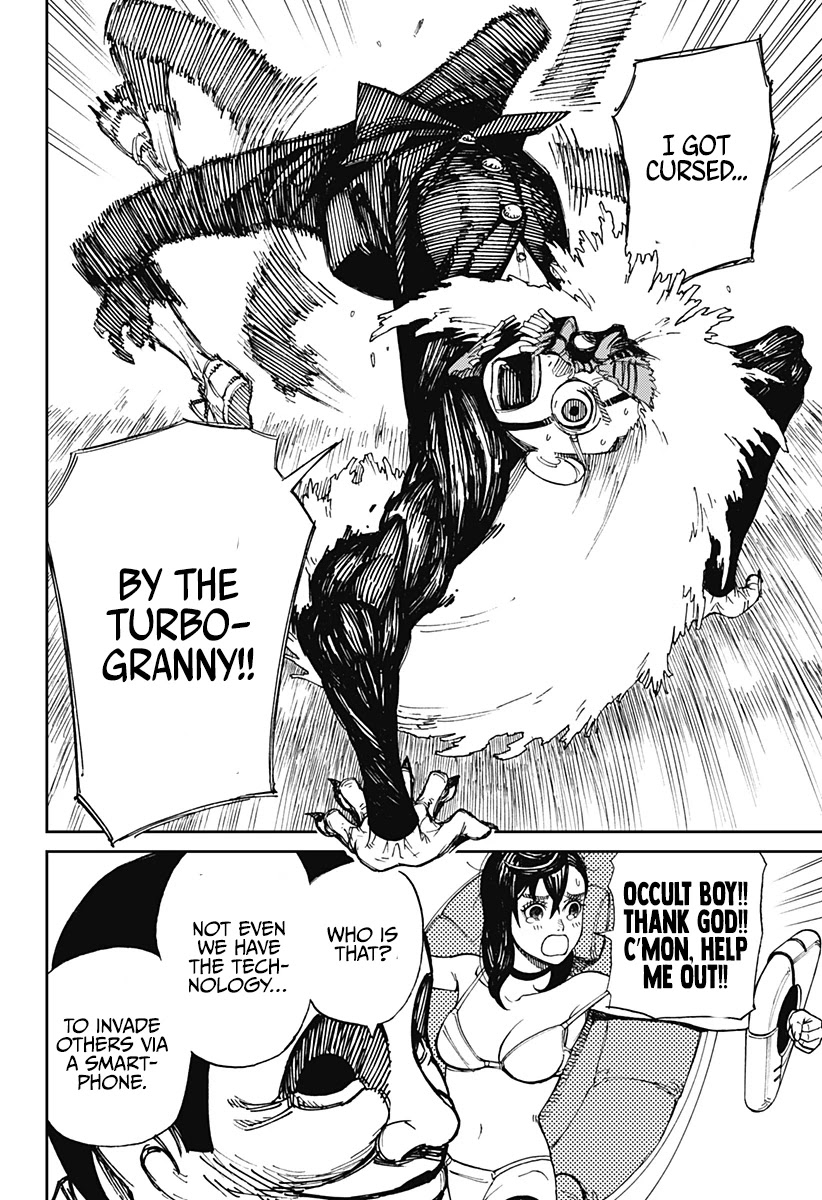 I GOT
CURSED...
BY THE
TURBO-
GRANNY!!
OCCULT BOY!!
THANK GOD!!
C'MON, HELP
ME OUT!!
WHO IS
THAT?
NOT EVEN
WE HAVE
THE TECH-
NOLOGY...
TO INVADE
OTHERS VIA
A SMART-
PHONE.